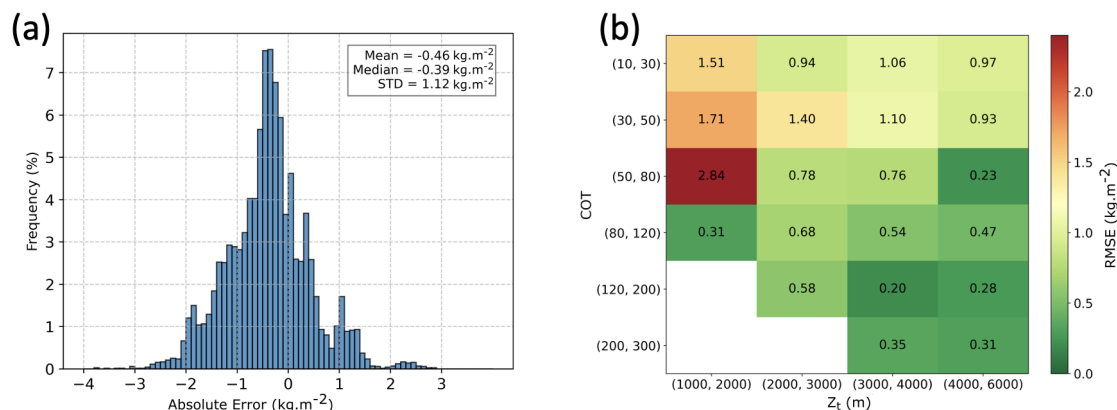 (a)
Mean = -0.46 kg.m⁻²
Median = -0.39 kg.m⁻²
STD = 1.12 kg.m⁻²
Frequency (%)
7
6
5
4
3
2
1
0
−4 −3 −2 −1 0 1 2 3
Absolute Error (kg.m⁻²)
(b)
COT
(10, 30) 1.51 0.94 1.06 0.97
(30, 50) 1.71 1.40 1.10 0.93
(50, 80) 2.84 0.78 0.76 0.23
(80, 120) 0.31 0.68 0.54 0.47
(120, 200) 0.58 0.20 0.28
(200, 300) 0.35 0.31
(1000, 2000) (2000, 3000) (3000, 4000) (4000, 6000)
Zt (m)
2.0
1.5
1.0
0.5
0.0
RMSE (kg.m⁻²)